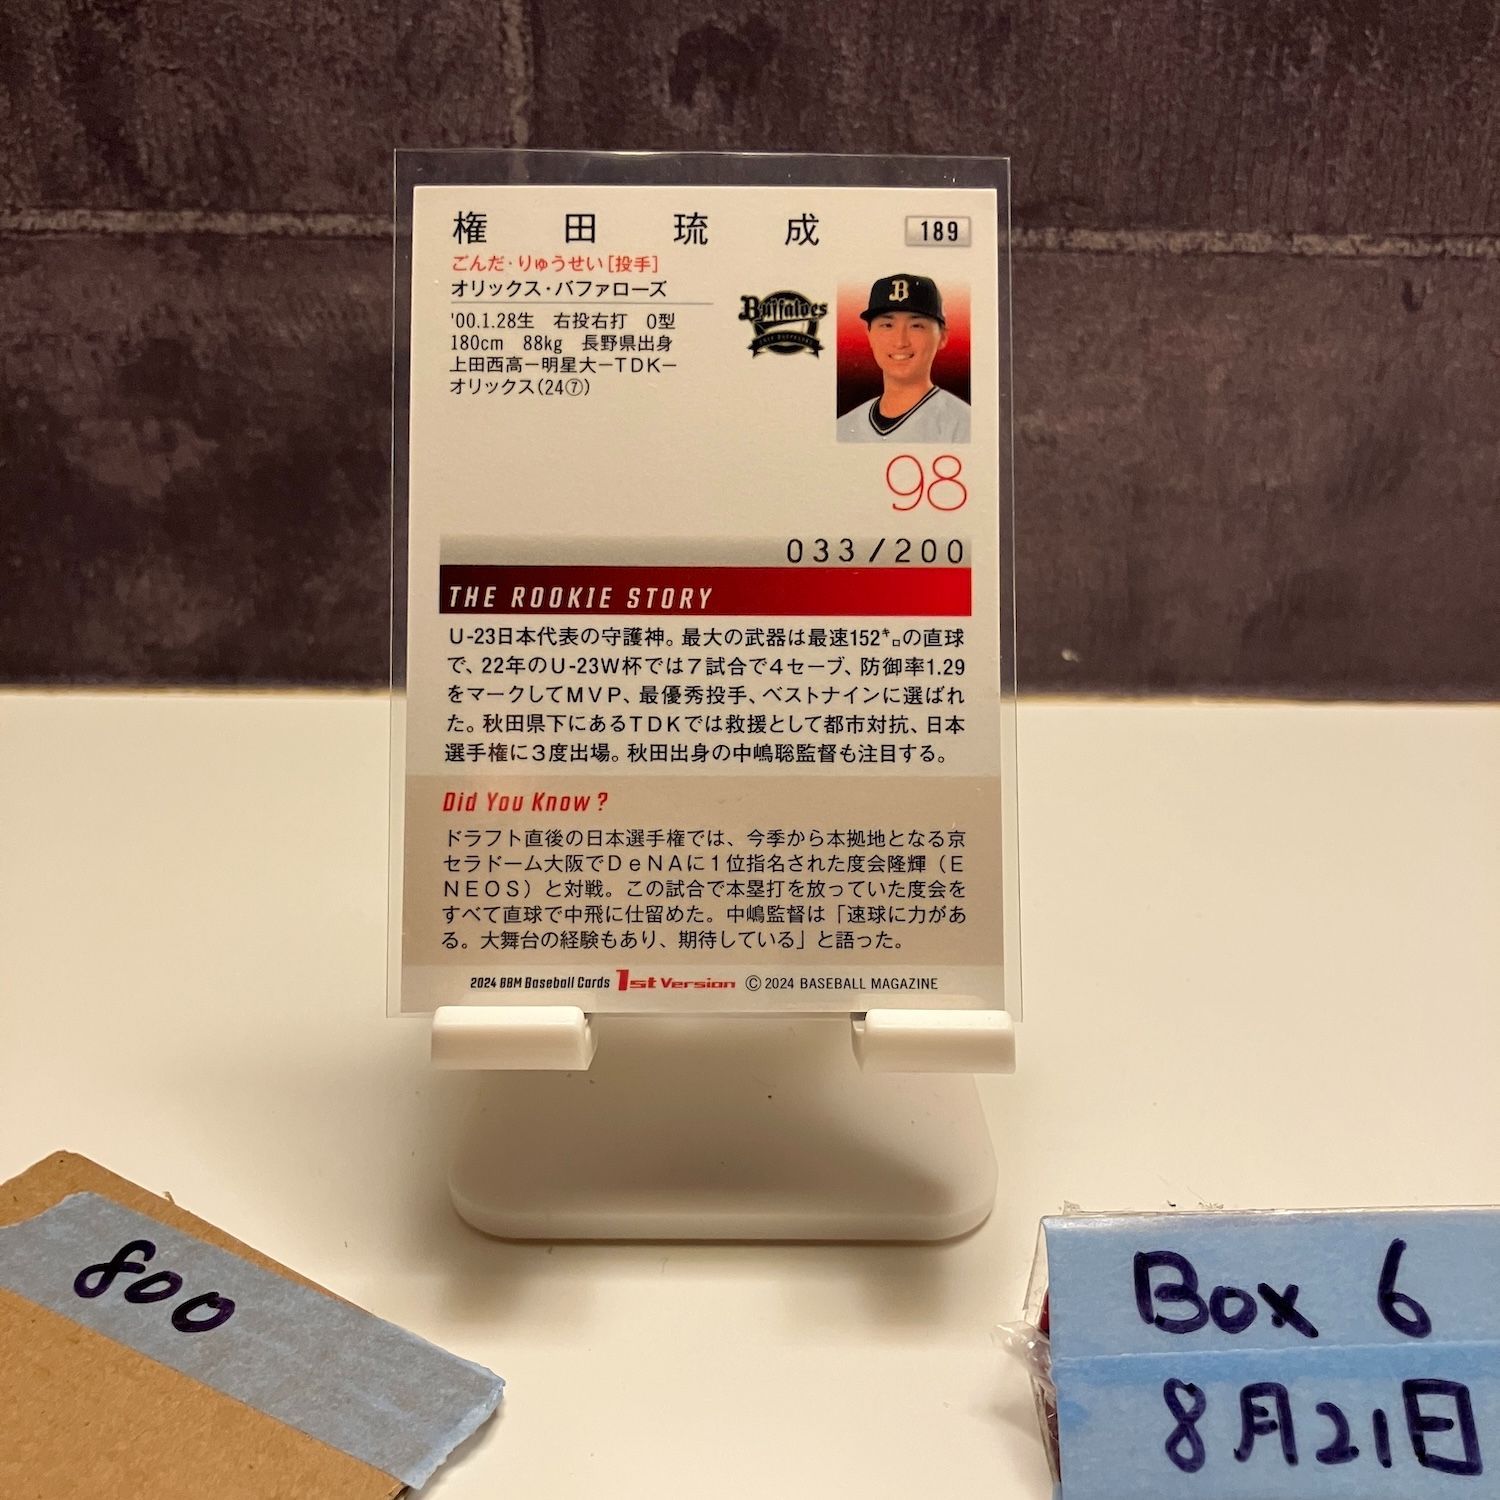 権田琉成
189
ごんだ・りゅうせい[投手]
オリックス・バファローズ
'00.1.28生 右投右打 O型
180cm 88kg 長野県出身
上田西高ー明星大ーTDKー
オリックス(24⑦)
Buffaloes
B
98
033/200
THE ROOKIE STORY
U-23日本代表の守護神。最大の武器は最速152㌔の直球
で、22年のU-23W杯では7試合で4セーブ、防御率1.29
をマークしてMVP、最優秀投手、ベストナインに選ばれ
た。秋田県下にあるTDKでは救援として都市対抗、日本
選手権に3度出場。秋田出身の中嶋聡監督も注目する。
Did You Know?
ドラフト直後の日本選手権では、今季から本拠地となる京
セラドーム大阪でDeNAに1位指名された度会隆輝(E
NEOS)と対戦。この試合で本塁打を放っていた度会を
すべて直球で中飛に仕留めた。中嶋監督は「速球に力があ
る。大舞台の経験もあり、期待している」と語った。
2024 BBM Baseball Cards 1st Version ©2024 BASEBALL MAGAZINE
800
Box 6
8月21日